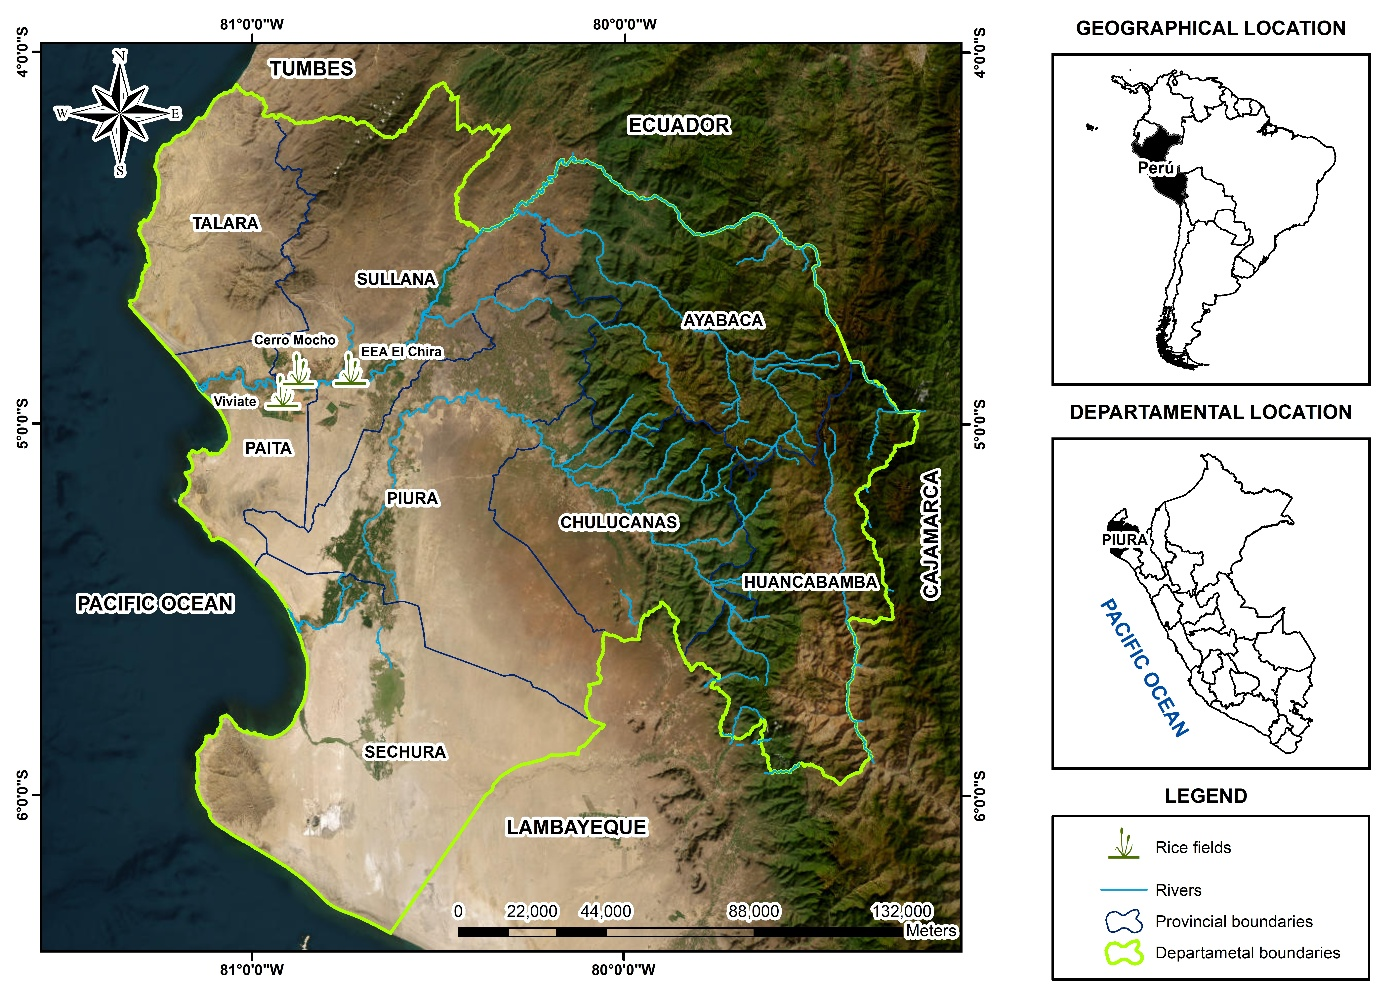 81°0'0"W
80°0'0"W
4°0'0"S
4°0'0"S
N
W
E
S
TUMBES
ECUADOR
TALARA
SULLANA
AYABACA
Cerro Mocho
EEA El Chira
Viviate
5°0'0"S
5°0'0"S
PAITA
PIURA
CHULUCANAS
CAJAMARCA
HUANCABAMBA
PACIFIC OCEAN
SECHURA
6°0'0"S
6°0'0"S
LAMBAYEQUE
0
22,000
44,000
88,000
132,000
Meters
81°0'0"W
80°0'0"W
GEOGRAPHICAL LOCATION
Perú
DEPARTAMENTAL LOCATION
PIURA
PACIFIC OCEAN
LEGEND
Rice fields
Rivers
Provincial boundaries
Departametal boundaries